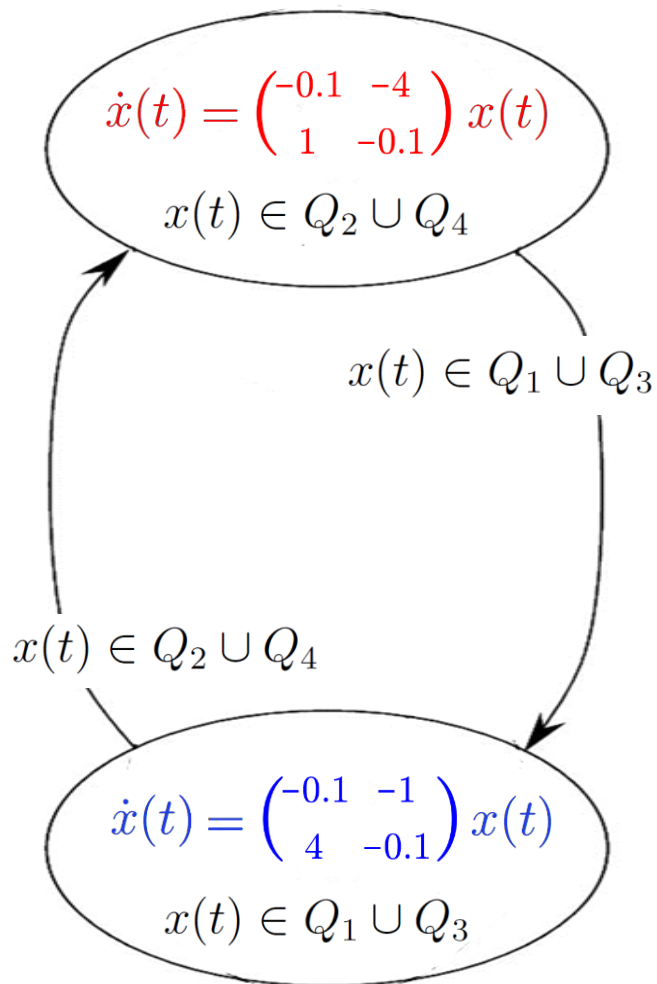 ẋ(t) = (−0.1 −4
1 −0.1) x(t)
x(t) ∈ Q₂ ∪ Q₄
x(t) ∈ Q₁ ∪ Q₃
x(t) ∈ Q₂ ∪ Q₄
ẋ(t) = (−0.1 −1
4 −0.1) x(t)
x(t) ∈ Q₁ ∪ Q₃